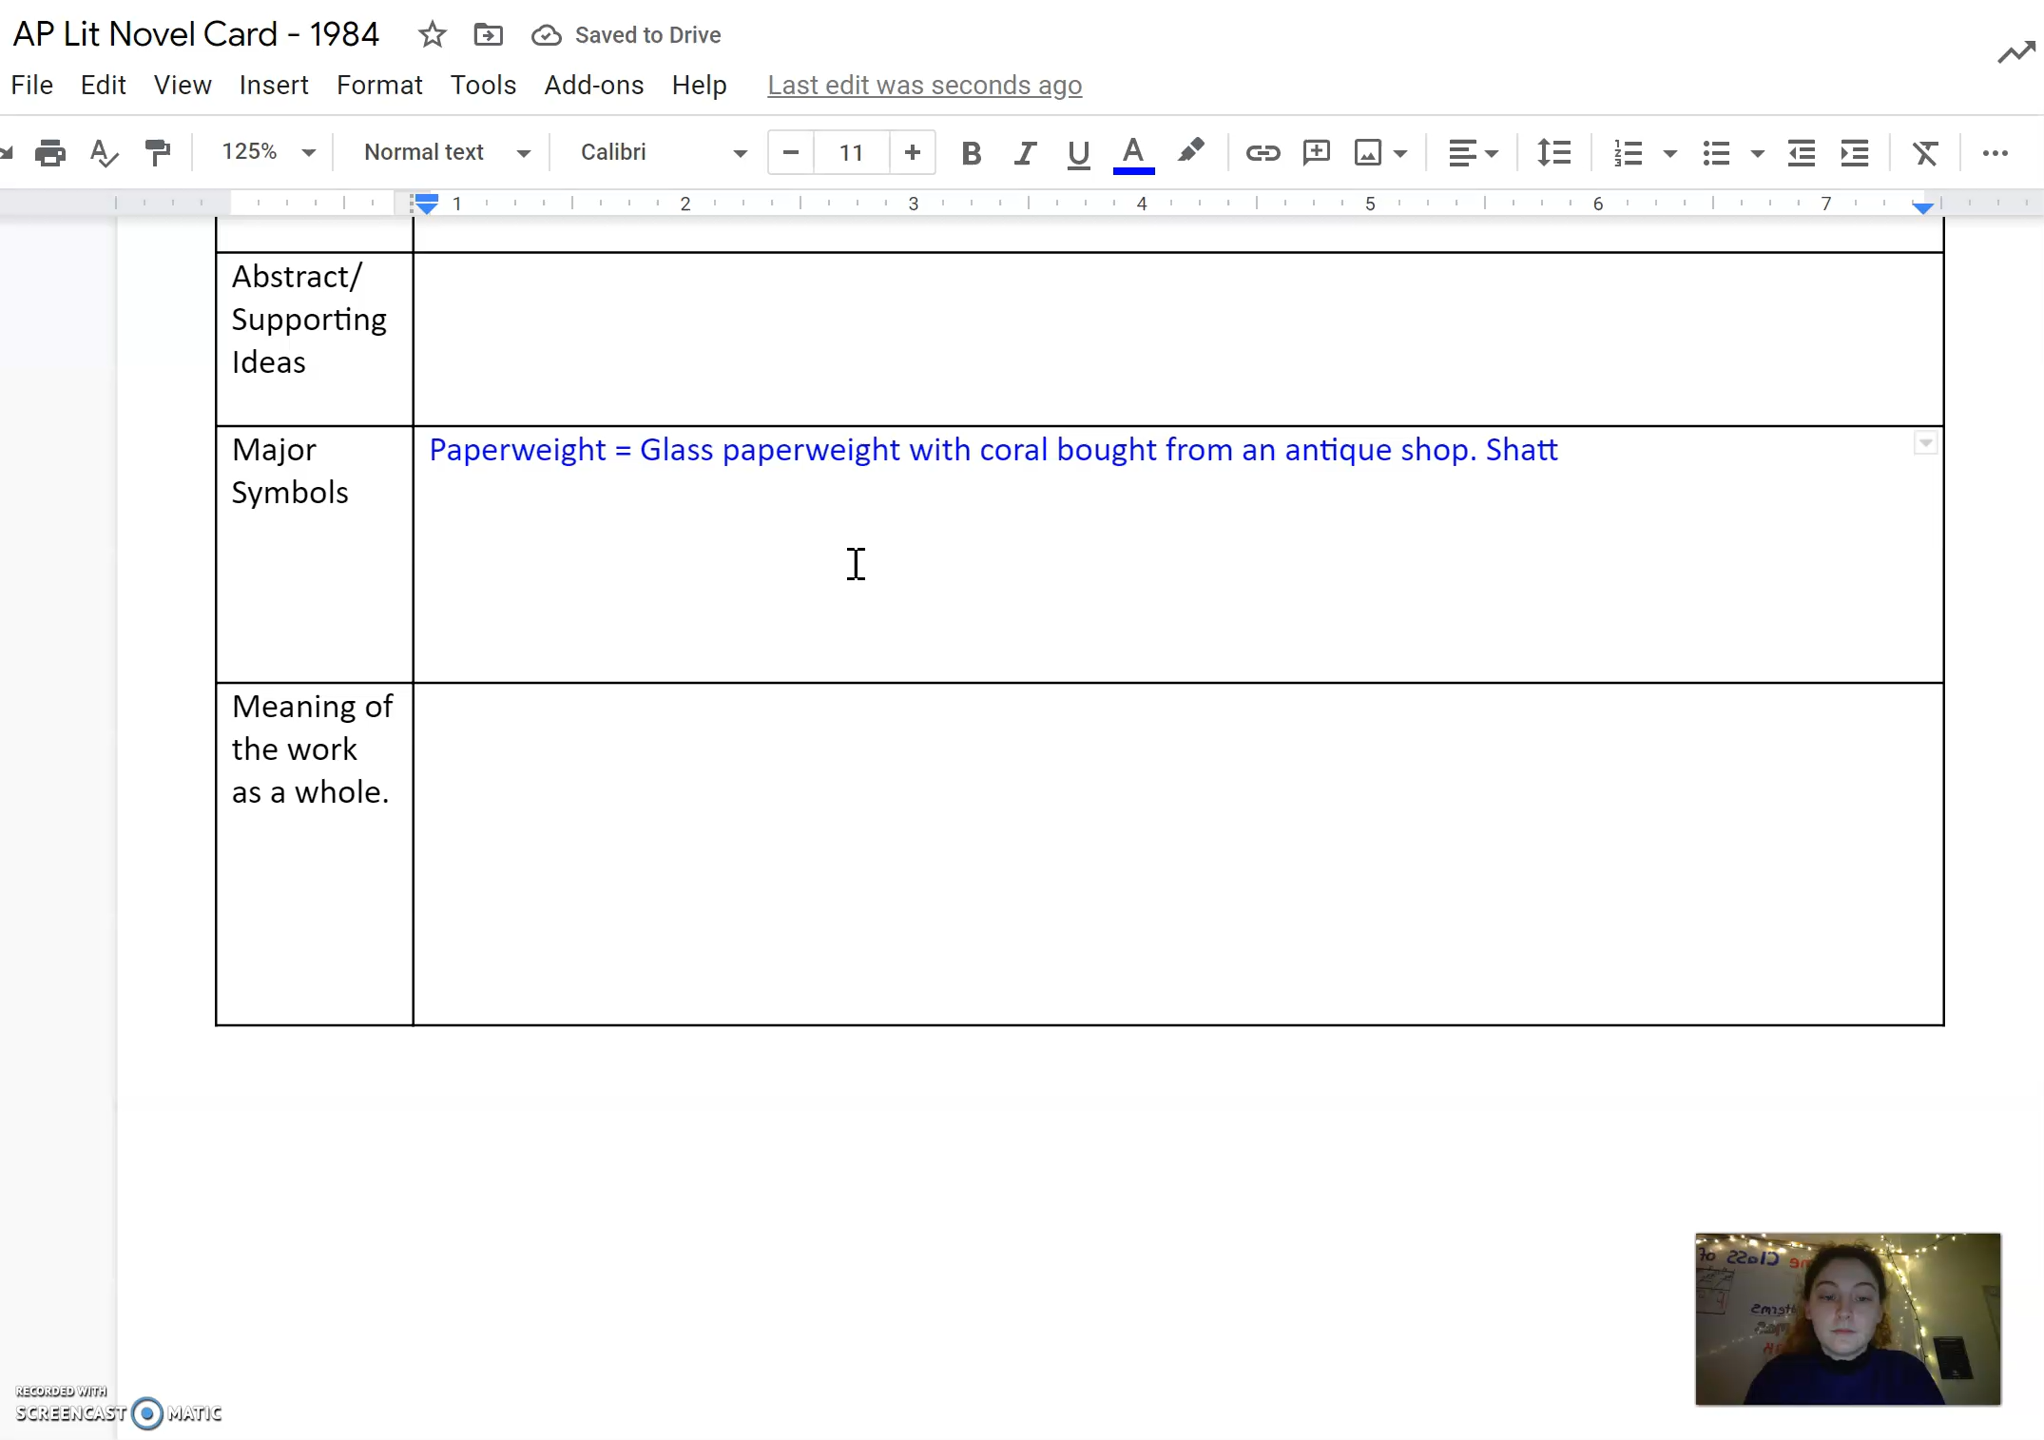 AP Lit Novel Card - 1984 Saved to Drive
File Edit View Insert Format Tools Add-ons Help Last edit was seconds ago
125% Normal text Calibri 11
1 2 3 4 5 6 7
Abstract/
Supporting
Ideas
Major
Symbols
Paperweight = Glass paperweight with coral bought from an antique shop. Shatt
Meaning of
the work
as a whole.
RECORDED WITH
SCREENCAST MATIC
Class of